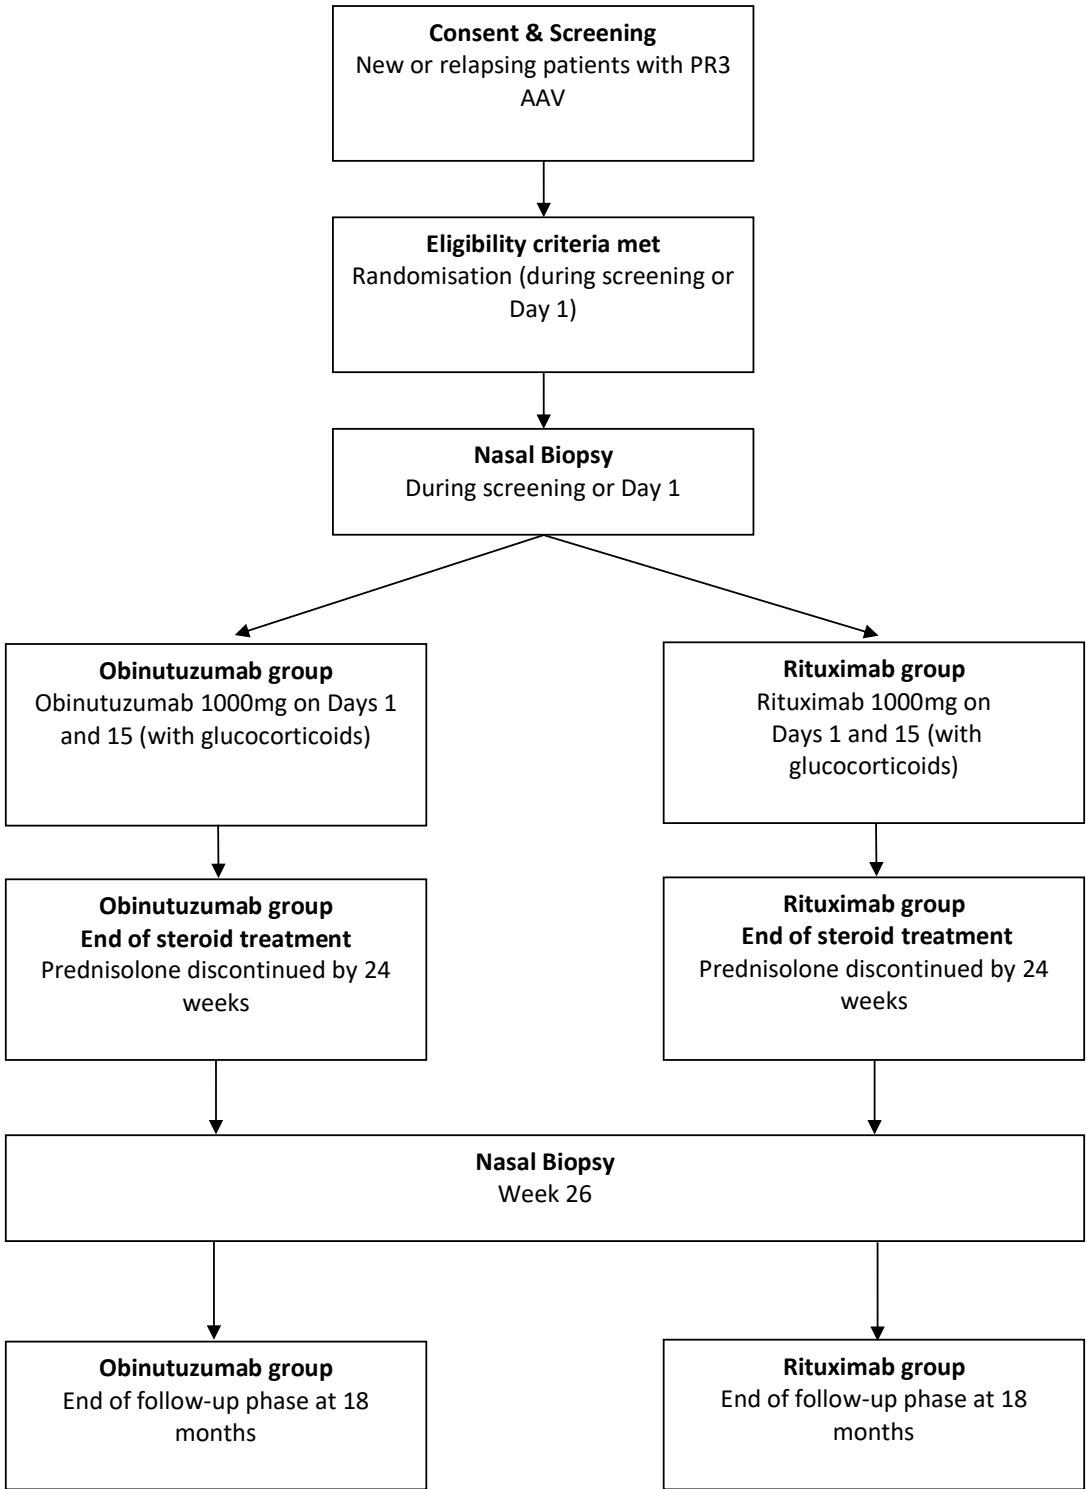 Consent & Screening
New or relapsing patients with PR3
AAV
Eligibility criteria met
Randomisation (during screening or
Day 1)
Nasal Biopsy
During screening or Day 1
Obinutuzumab group
Obinutuzumab 1000mg on Days 1
and 15 (with glucocorticoids)
Rituximab group
Rituximab 1000mg on
Days 1 and 15 (with
glucocorticoids)
Obinutuzumab group
End of steroid treatment
Prednisolone discontinued by 24
weeks
Rituximab group
End of steroid treatment
Prednisolone discontinued by 24
weeks
Nasal Biopsy
Week 26
Obinutuzumab group
End of follow-up phase at 18
months
Rituximab group
End of follow-up phase at 18
months